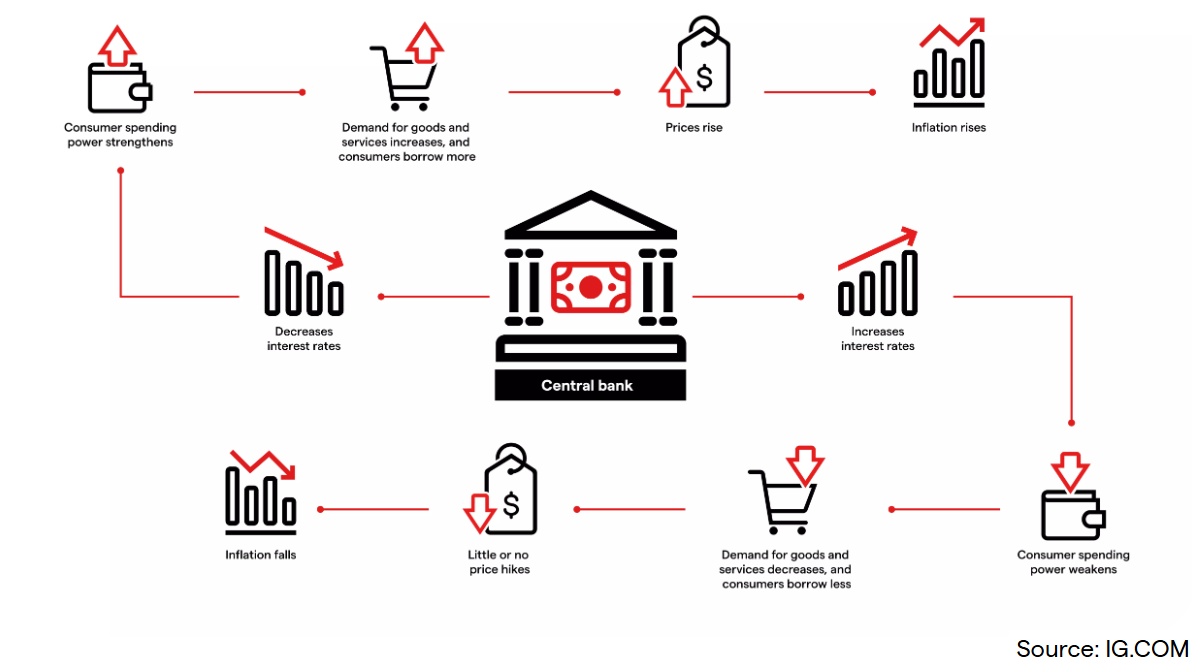 Consumer spending
power strengthens
Demand for goods and
services increases, and
consumers borrow more
$
Prices rise
Inflation rises
Decreases
interest rates
Central bank
Increases
interest rates
Inflation falls
$
Little or no
price hikes
Demand for goods and
services decreases, and
consumers borrow less
Consumer spending
power weakens
Source: IG.COM